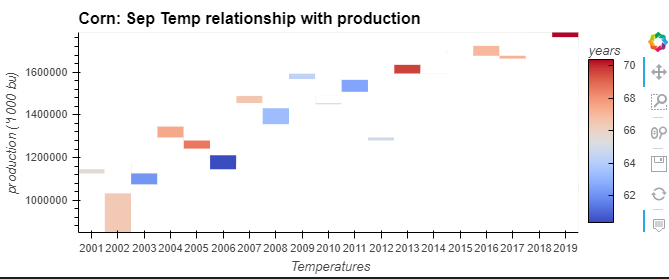 Corn: Sep Temp relationship with production
years
production ('1000 bu)
1600000
1400000
1200000
1000000
70
68
66
64
62
2001 2002 2003 2004 2005 2006 2007 2008 2009 2010 2011 2012 2013 2014 2015 2016 2017 2018 2019
Temperatures